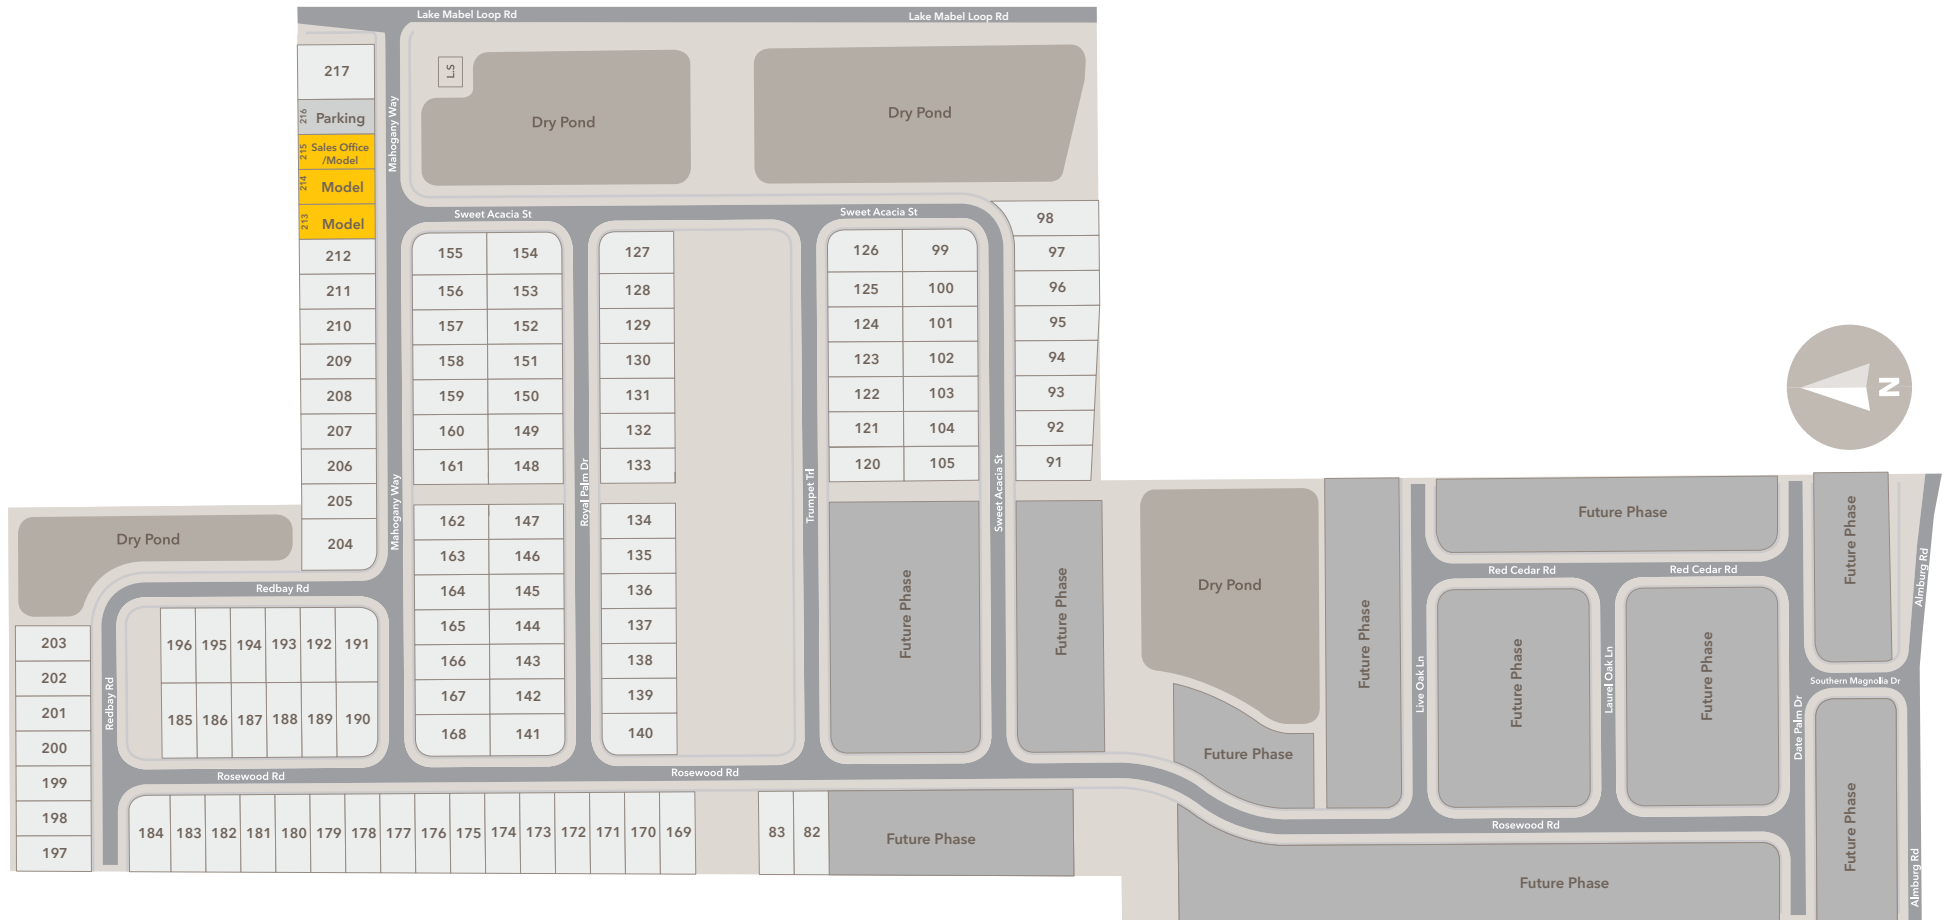 Lake Mabel Loop Rd
Lake Mabel Loop Rd
217
L.S
Mahogany Way
216
Parking
Dry Pond
Dry Pond
215
Sales Office
/Model
214
Model
213
Model
Sweet Acacia St
Sweet Acacia St
98
212
155
154
127
126
99
97
211
156
153
128
125
100
96
210
157
152
129
124
101
95
209
158
151
130
123
102
94
208
159
150
131
122
103
93
207
160
149
132
121
104
92
206
161
148
133
120
105
91
N
205
204
Mahogany Way
Royal Palm Dr
Trumpet Trl
Sweet Acacia St
Dry Pond
162
147
134
163
146
135
164
145
136
165
144
137
166
143
138
167
142
139
168
141
140
Future Phase
Future Phase
Redbay Rd
203
202
201
200
199
198
197
Redbay Rd
196
195
194
193
192
191
185
186
187
188
189
190
Rosewood Rd
Rosewood Rd
184
183
182
181
180
179
178
177
176
175
174
173
172
171
170
169
83
82
Future Phase
Dry Pond
Future Phase
Future Phase
Live Oak Ln
Future Phase
Red Cedar Rd
Red Cedar Rd
Future Phase
Laurel Oak Ln
Future Phase
Date Palm Dr
Future Phase
Almburg Rd
Southern Magnolia Dr
Future Phase
Rosewood Rd
Future Phase
Almburg Rd